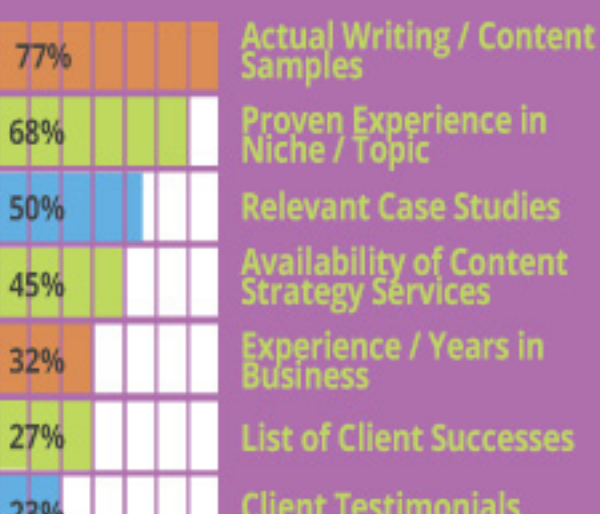 77% Actual Writing / Content
Samples
68% Proven Experience in
Niche / Topic
50% Relevant Case Studies
45% Availability of Content
Strategy Services
32% Experience / Years in
Business
27% List of Client Successes
23% Client Testimonials